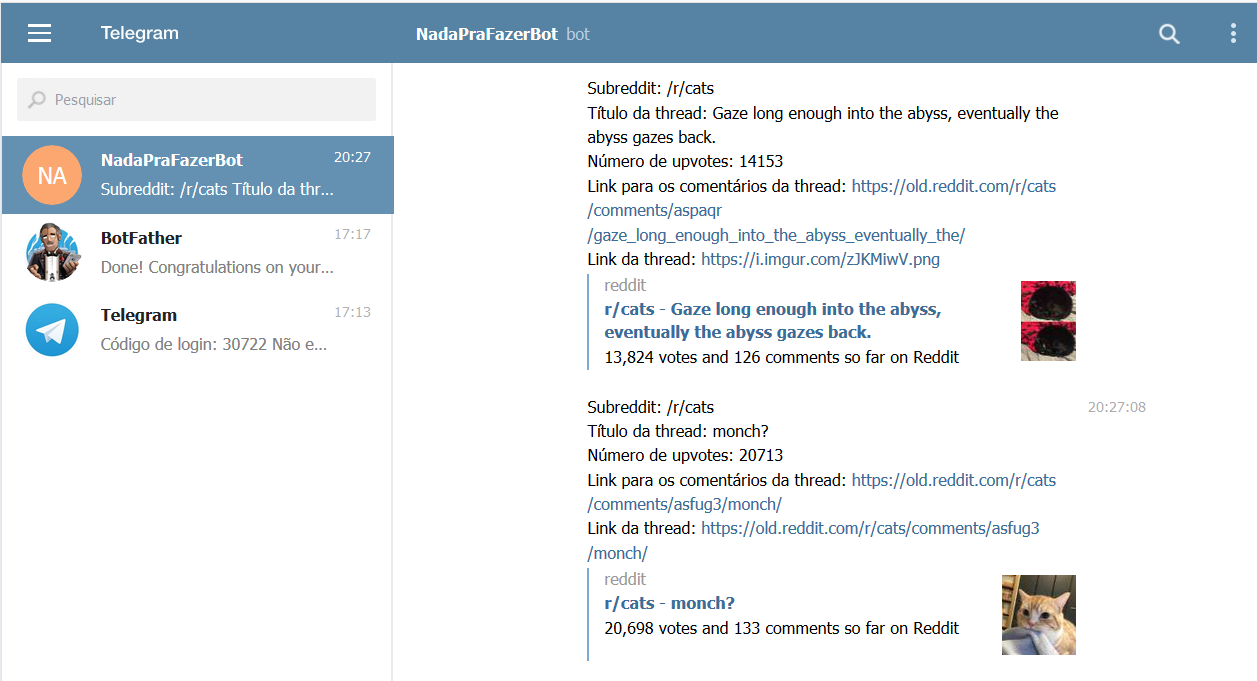 Telegram
NadaPraFazerBot bot
Pesquisar
NA
NadaPraFazerBot 20:27
Subreddit: /r/cats Título da thr...
BotFather 17:17
Done! Congratulations on your...
Telegram 17:13
Código de login: 30722 Não e...
Subreddit: /r/cats
Título da thread: Gaze long enough into the abyss, eventually the
abyss gazes back.
Número de upvotes: 14153
Link para os comentários da thread: https://old.reddit.com/r/cats
/comments/aspaqr
/gaze_long_enough_into_the_abyss_eventually_the/
Link da thread: https://i.imgur.com/zJKMiwV.png
reddit
r/cats - Gaze long enough into the abyss,
eventually the abyss gazes back.
13,824 votes and 126 comments so far on Reddit
Subreddit: /r/cats 20:27:08
Título da thread: monch?
Número de upvotes: 20713
Link para os comentários da thread: https://old.reddit.com/r/cats
/comments/asfug3/monch/
Link da thread: https://old.reddit.com/r/cats/comments/asfug3
/monch/
reddit
r/cats - monch?
20,698 votes and 133 comments so far on Reddit